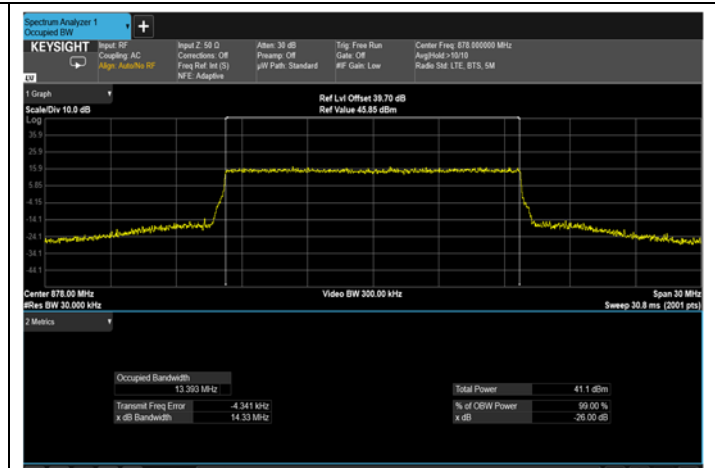 Spectrum Analyzer 1
Occupied BW
+
KEYSIGHT Input: RF Input Z: 50 Ω Atten: 30 dB Trig: Free Run Center Freq: 878.000000 MHz
Coupling: AC Corrections: Off Preamp: Off Gate: Off Avg|Hold:>10/10
Align: Auto/No RF Freq Ref: Int (S) µW Path: Standard #IF Gain: Low Radio Std: LTE, BTS, 5M
NFE: Adaptive
LXI
1 Graph
Ref Lvl Offset 39.70 dB
Scale/Div 10.0 dB Ref Value 45.85 dBm
Log
35.9
25.9
15.9
5.85
-4.15
-14.1
-24.1
-34.1
-44.1
Center 878.00 MHz Video BW 300.00 kHz Span 30 MHz
#Res BW 30.000 kHz Sweep 30.8 ms (2001 pts)
2 Metrics
Occupied Bandwidth
13.393 MHz Total Power 41.1 dBm
Transmit Freq Error -4.341 kHz % of OBW Power 99.00 %
x dB Bandwidth 14.33 MHz x dB -26.00 dB